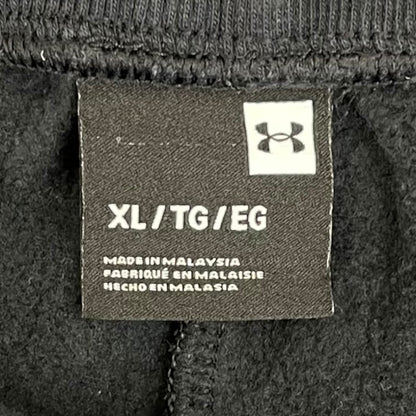 XL/TG/EG
MADE IN MALAYSIA
FABRIQUÉ EN MALAISIE
HECHO EN MALASIA